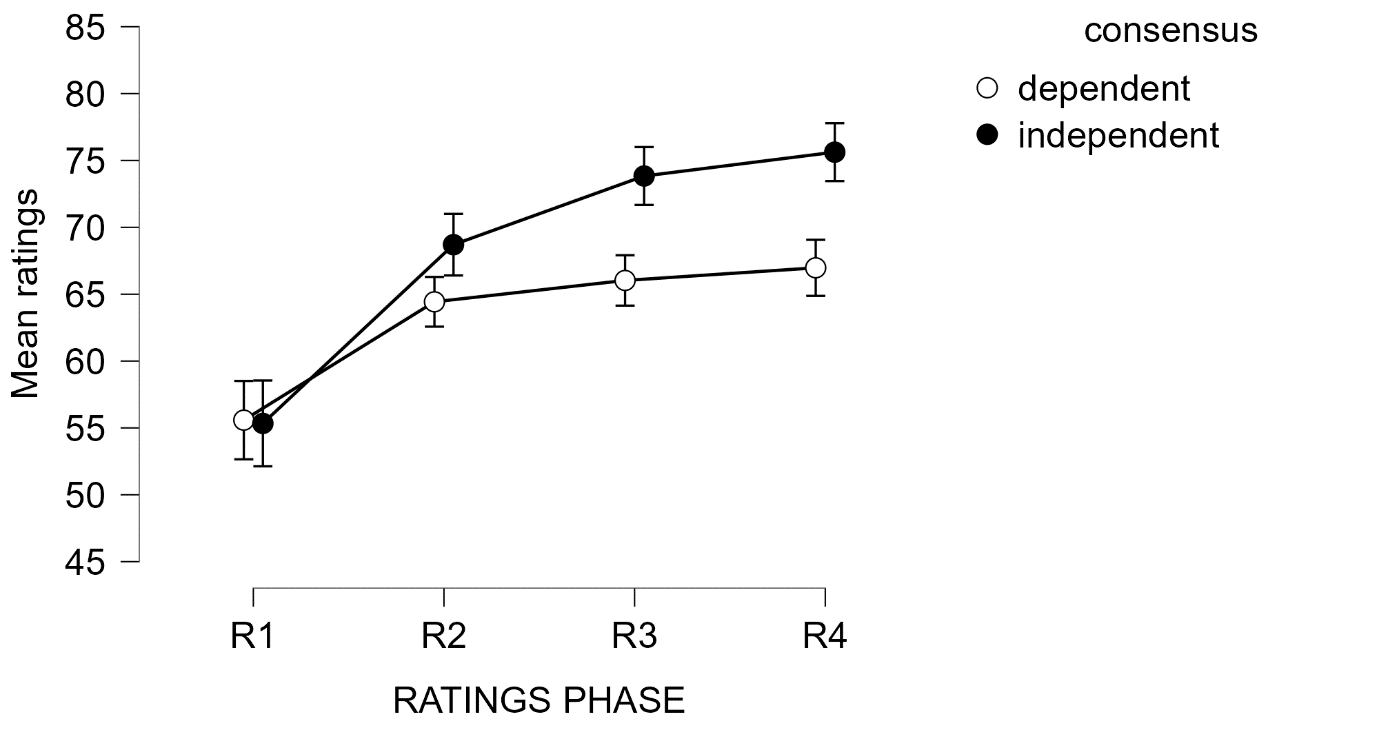 85
80
75
70
65
60
55
50
45
Mean ratings
R1 R2 R3 R4
RATINGS PHASE
consensus
dependent
independent